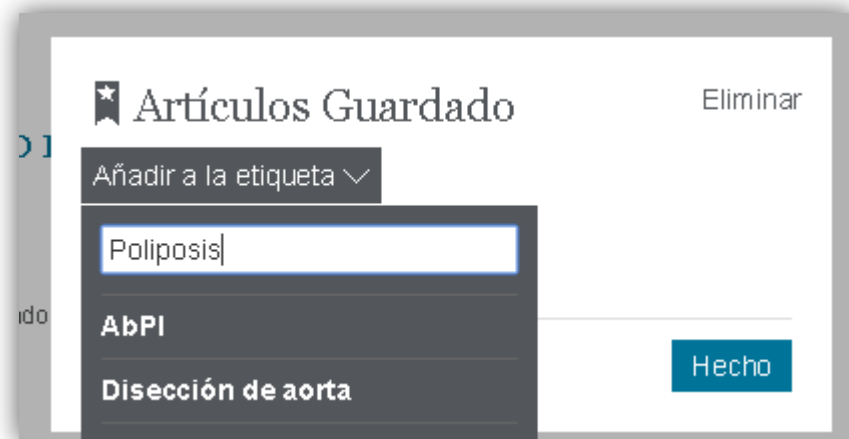 Artículos Guardado
Eliminar
Añadir a la etiqueta
Poliposis
AbPI
Hecho
Disección de aorta